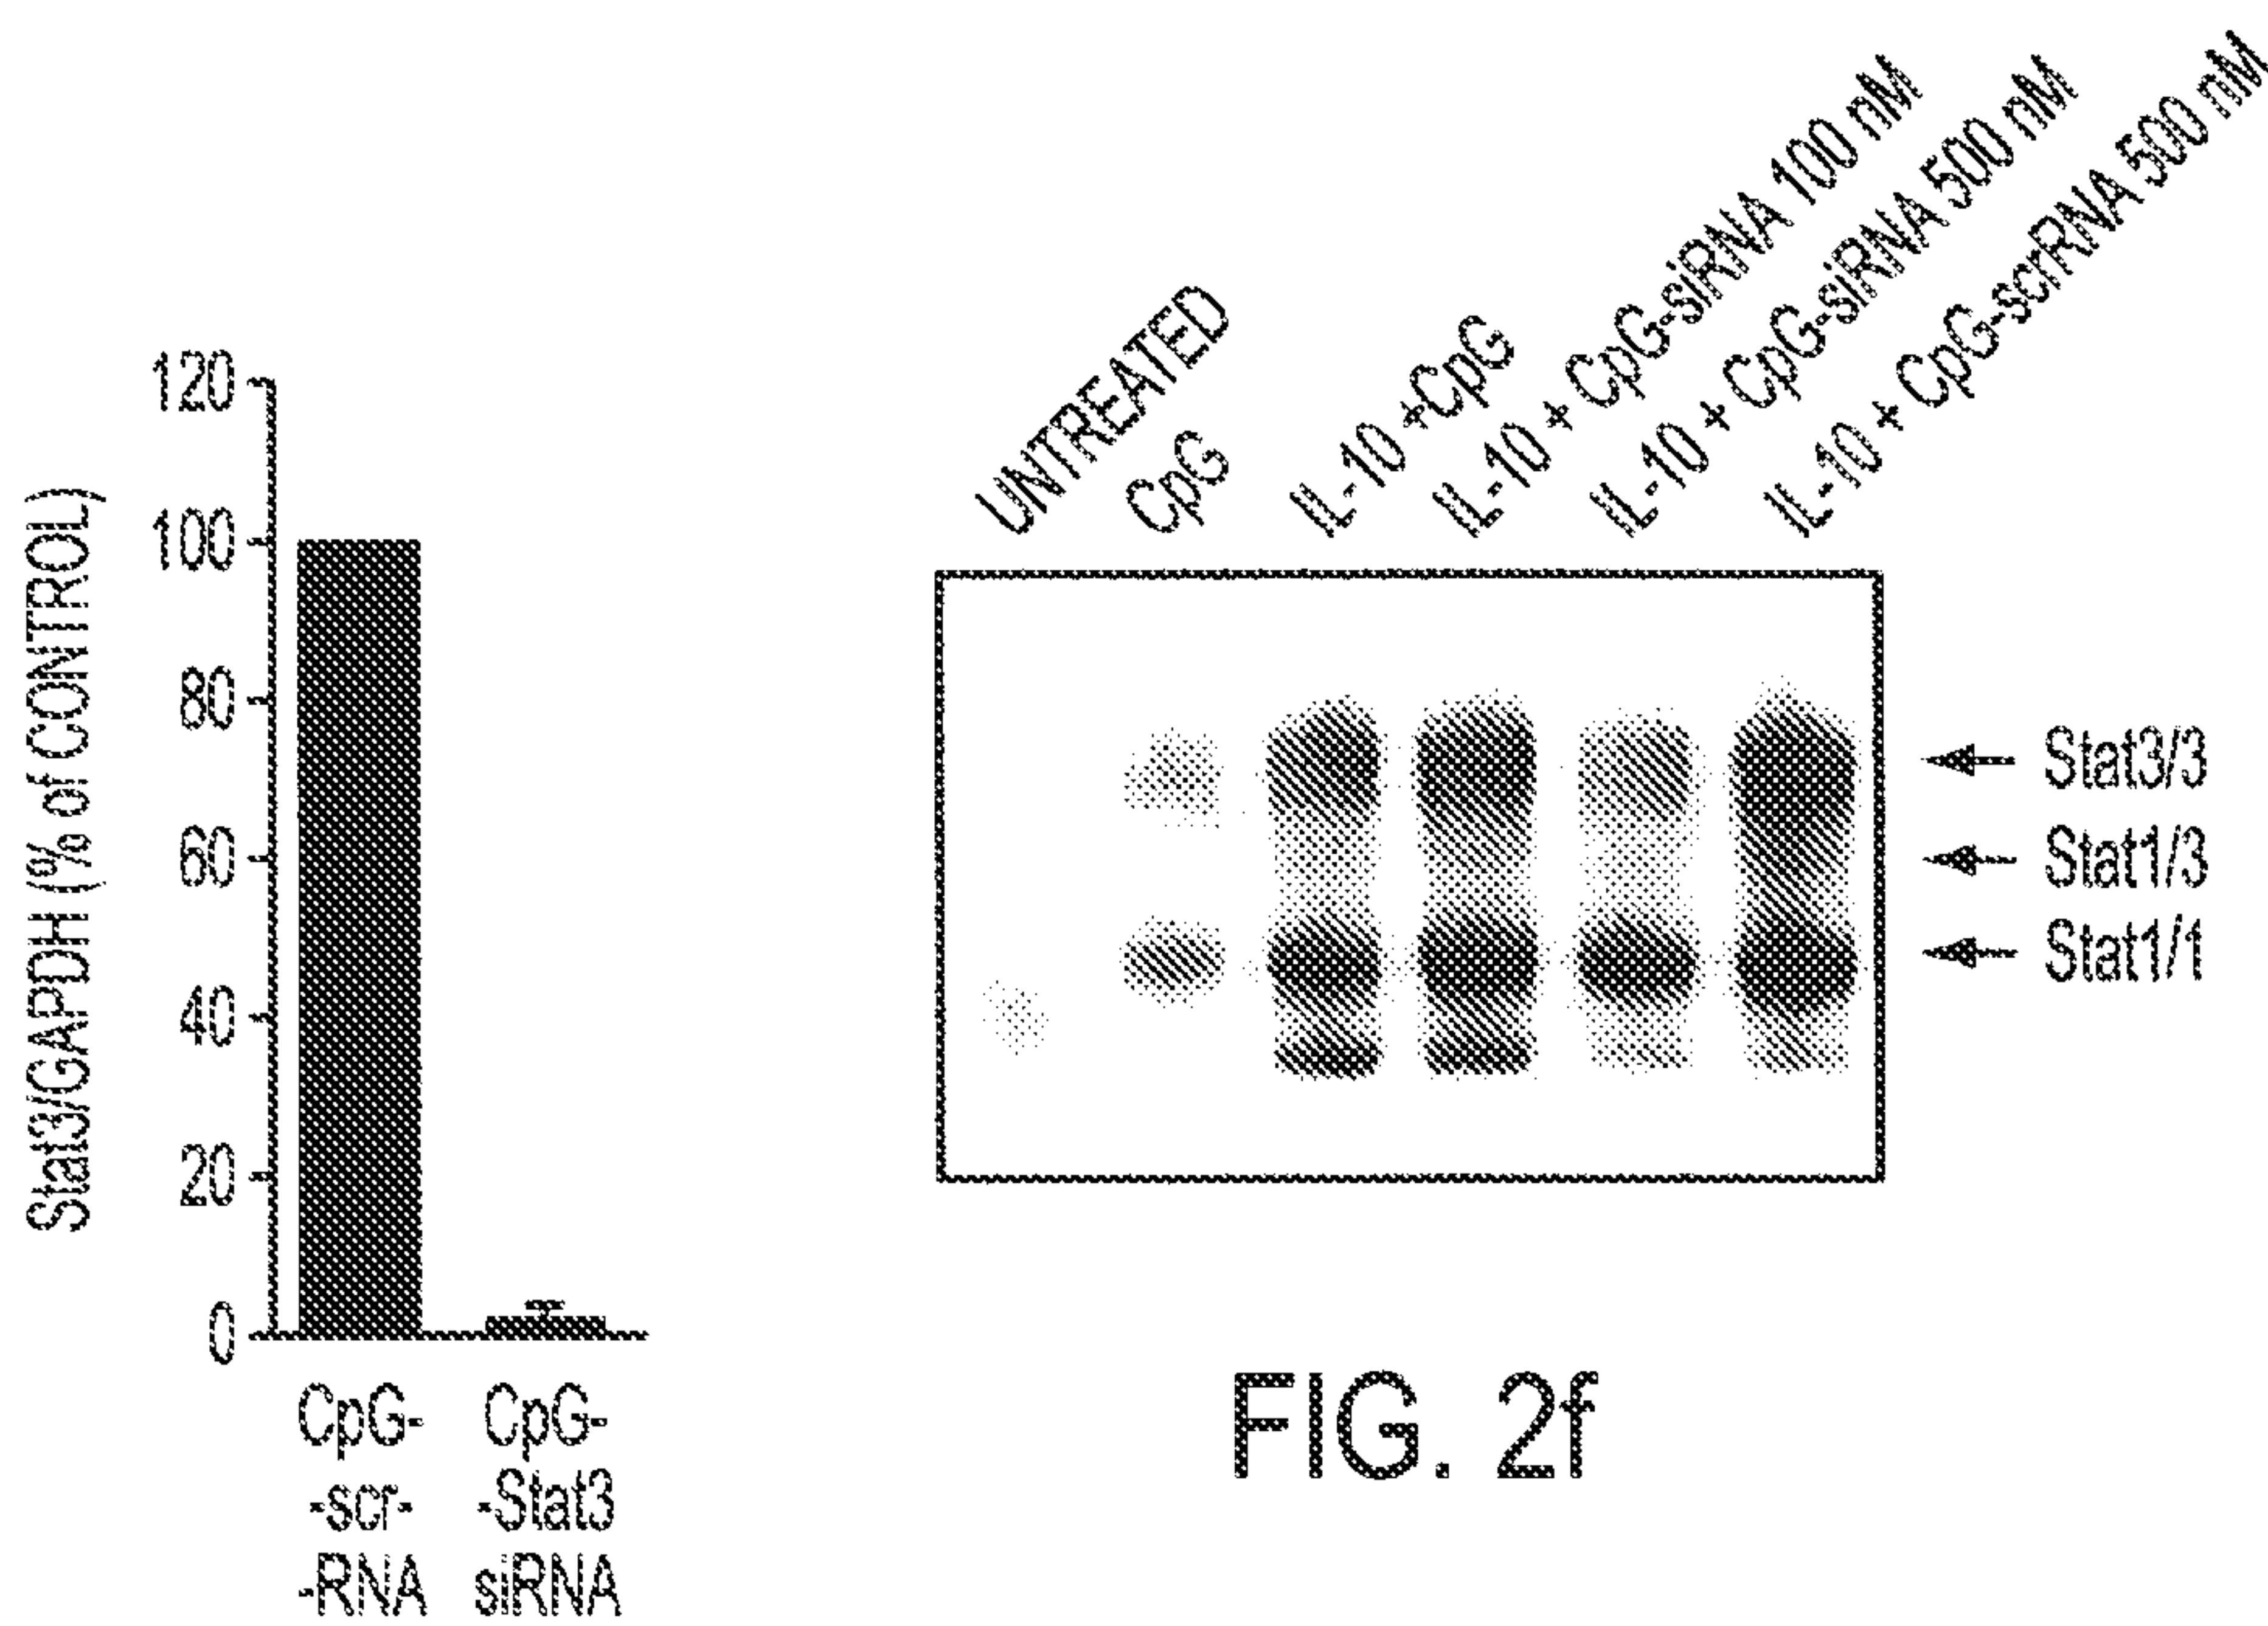 Stat3/GAPDH (% of CONTROL)
120
100
80
60
40
20
0
CpG-
-scr-
-RNA
CpG-
-Stat3
siRNA
UNTREATED
CpG
IL-10 +CpG
IL-10 + CpG-siRNA 100 nM
IL-10 + CpG-siRNA 500 nM
IL-10 + CpG-scrRNA 500 nM
Stat3/3
Stat1/3
Stat1/1
FIG. 2f